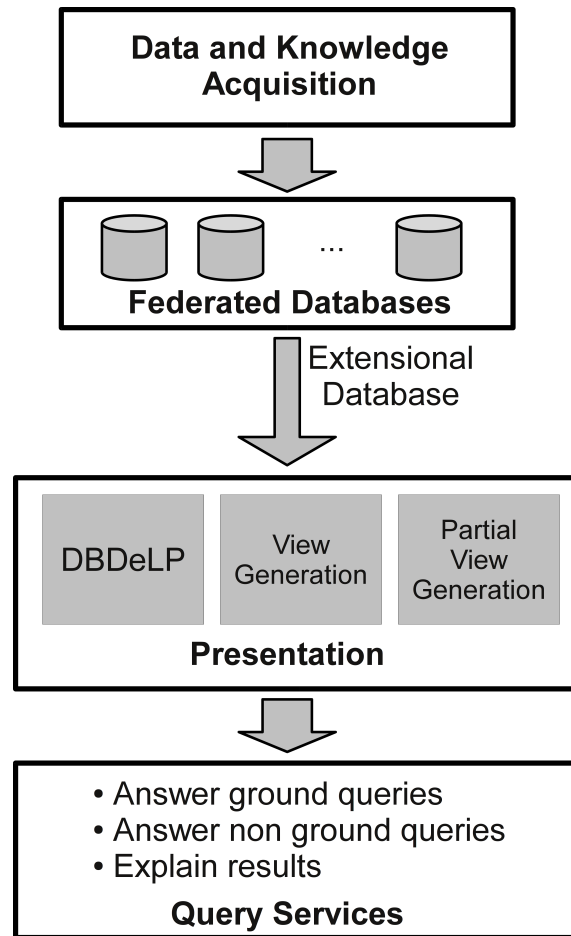 Data and Knowledge
Acquisition
...
Federated Databases
Extensional
Database
DBDeLP
View
Generation
Partial
View
Generation
Presentation
• Answer ground queries
• Answer non ground queries
• Explain results
Query Services